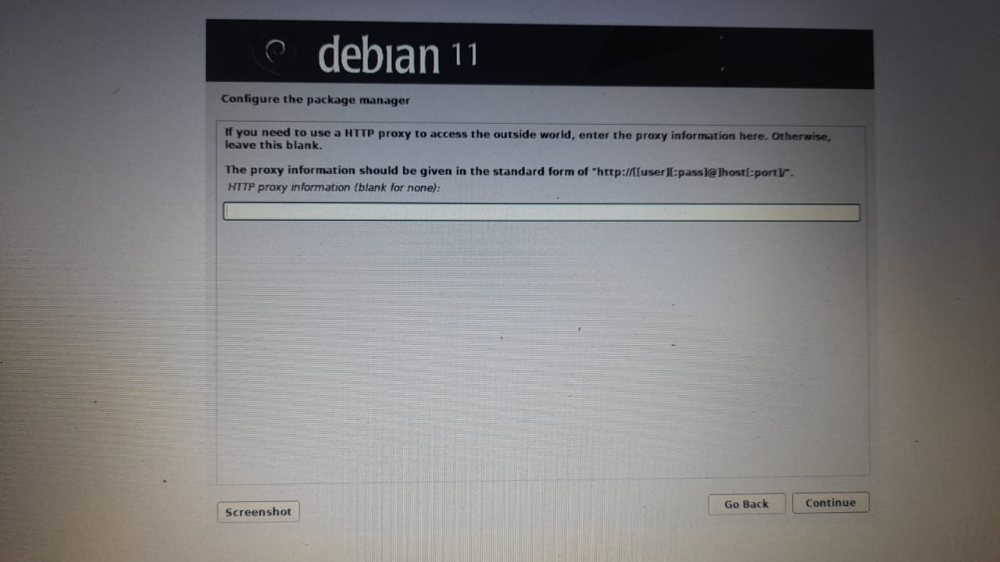 debian 11
Configure the package manager
If you need to use a HTTP proxy to access the outside world, enter the proxy information here. Otherwise,
leave this blank.
The proxy information should be given in the standard form of "http://[[user][:pass]@]host[:port]/".
HTTP proxy information (blank for none):
Screenshot
Go Back
Continue